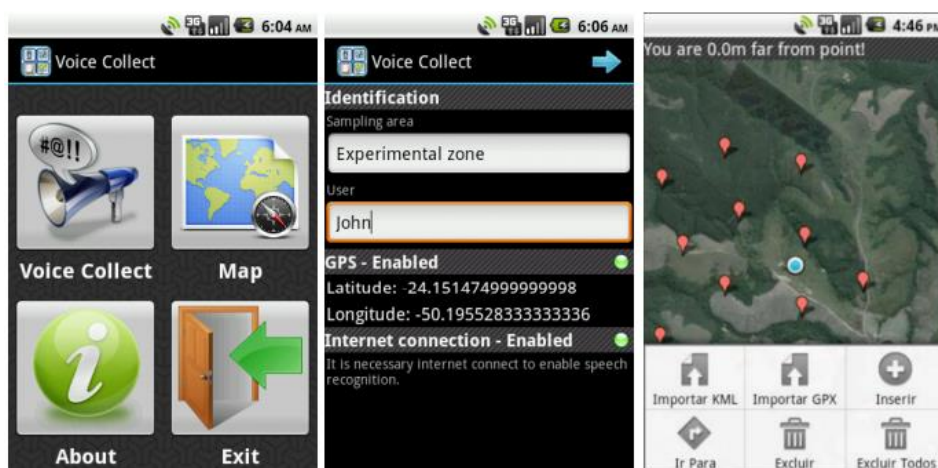 6:04 AM
Voice Collect
#@!!
Voice Collect
Map
About
Exit
3G
6:06 AM
Voice Collect
Identification
Sampling area
Experimental zone
User
John
GPS - Enabled
Latitude: -24.151474999999998
Longitude: -50.195528333333336
Internet connection - Enabled
It is necessary internet connect to enable speech
recognition.
3G
4:46 PM
You are 0.0m far from point!
Importar KML
Importar GPX
Inserir
Ir Para
Excluir
Excluir Todos